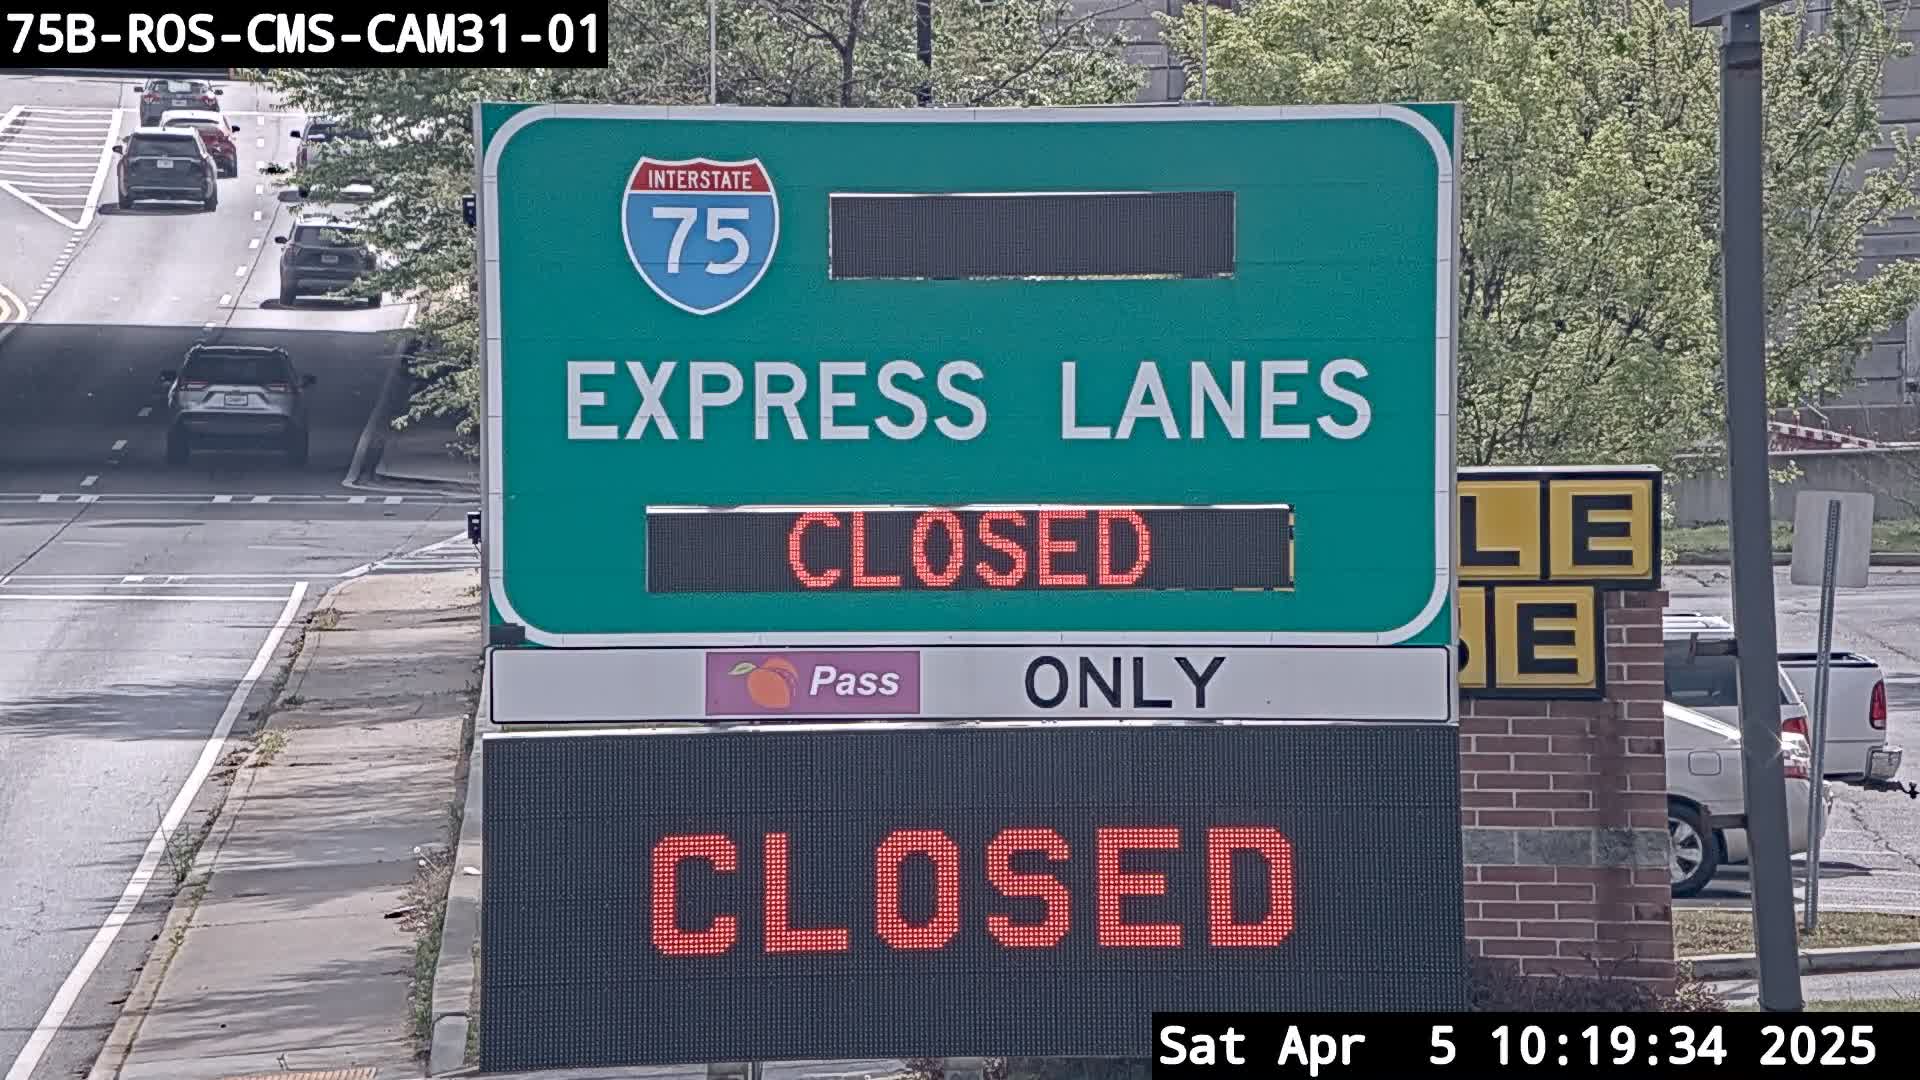 75B-ROS-CMS-CAM31-01
INTERSTATE
75
EXPRESS LANES
CLOSED
Pass ONLY
CLOSED
LE
E
Sat Apr 5 10:19:34 2025